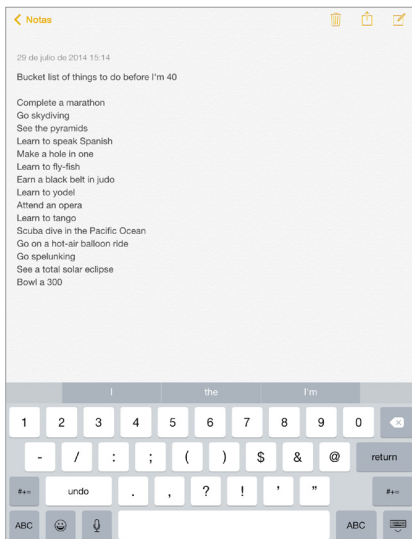 Notas
29 de julio de 2014 15:14
Bucket list of things to do before I'm 40
Complete a marathon
Go skydiving
See the pyramids
Learn to speak Spanish
Make a hole in one
Learn to fly-fish
Earn a black belt in judo
Learn to yodel
Attend an opera
Learn to tango
Scuba dive in the Pacific Ocean
Go on a hot-air balloon ride
Go spelunking
See a total solar eclipse
Bowl a 300
I the I'm
1 2 3 4 5 6 7 8 9 0
- / : ; ( ) $ & @ return
#+= undo . , ? ! ' " #+=
ABC ABC